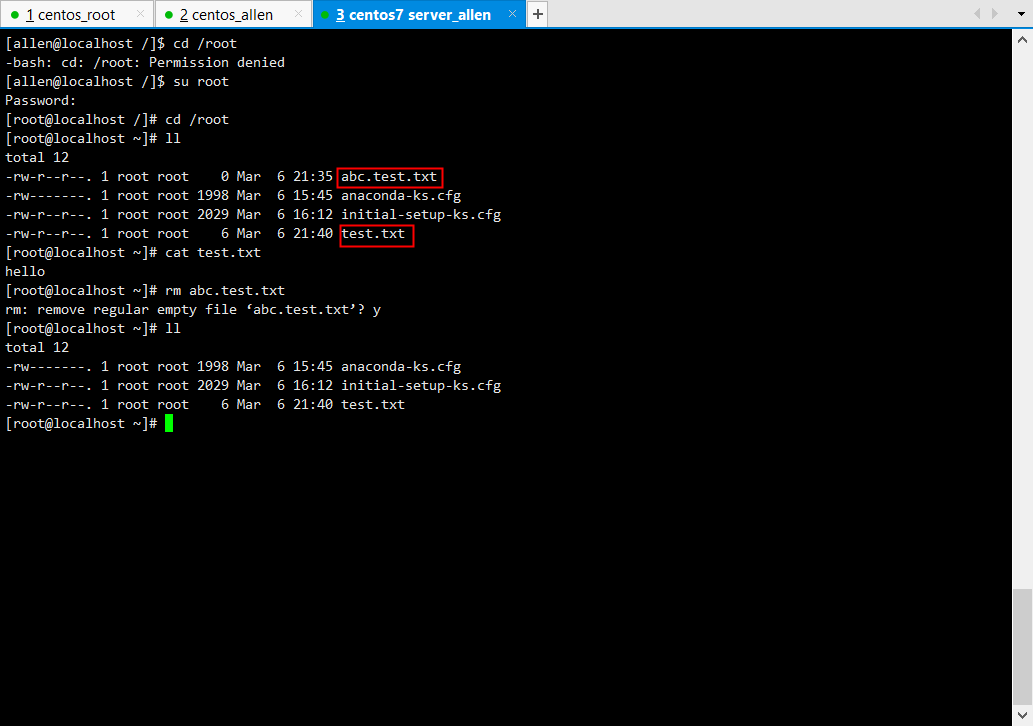 1 centos_root × 2 centos_allen × 3 centos7 server_allen × +
[allen@localhost /]$ cd /root
-bash: cd: /root: Permission denied
[allen@localhost /]$ su root
Password:
[root@localhost /]# cd /root
[root@localhost ~]# ll
total 12
-rw-r--r--. 1 root root    0 Mar  6 21:35 abc.test.txt
-rw-------. 1 root root 1998 Mar  6 15:45 anaconda-ks.cfg
-rw-r--r--. 1 root root 2029 Mar  6 16:12 initial-setup-ks.cfg
-rw-r--r--. 1 root root    6 Mar  6 21:40 test.txt
[root@localhost ~]# cat test.txt
hello
[root@localhost ~]# rm abc.test.txt
rm: remove regular empty file ‘abc.test.txt’? y
[root@localhost ~]# ll
total 12
-rw-------. 1 root root 1998 Mar  6 15:45 anaconda-ks.cfg
-rw-r--r--. 1 root root 2029 Mar  6 16:12 initial-setup-ks.cfg
-rw-r--r--. 1 root root    6 Mar  6 21:40 test.txt
[root@localhost ~]#